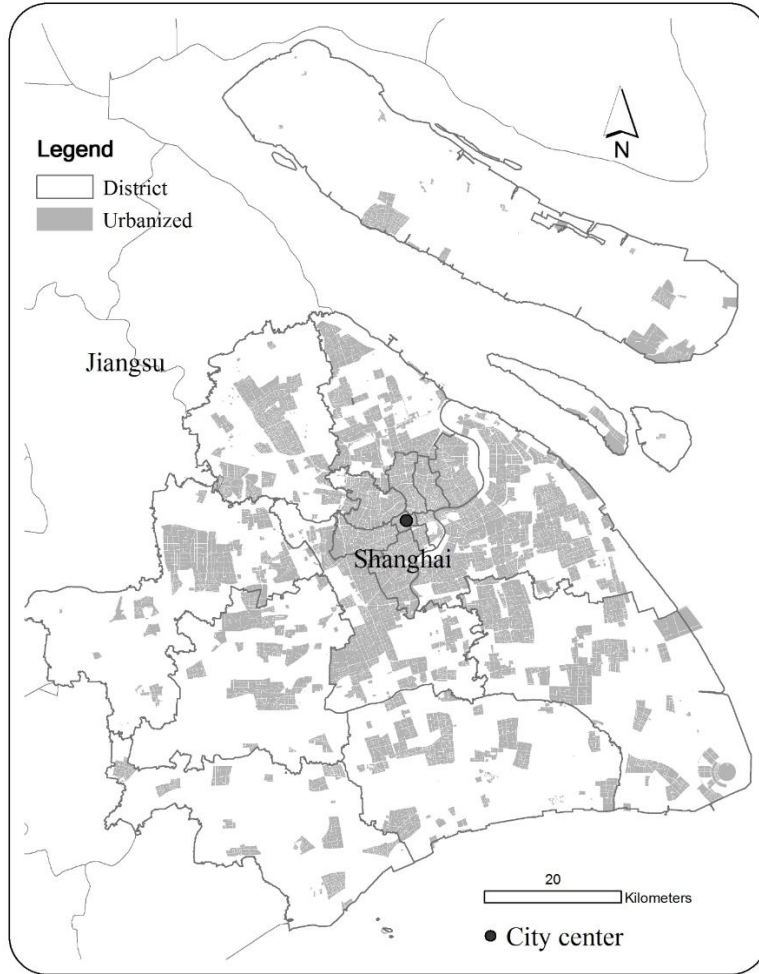 N
Legend
District
Urbanized
Jiangsu
Shanghai
20
Kilometers
City center